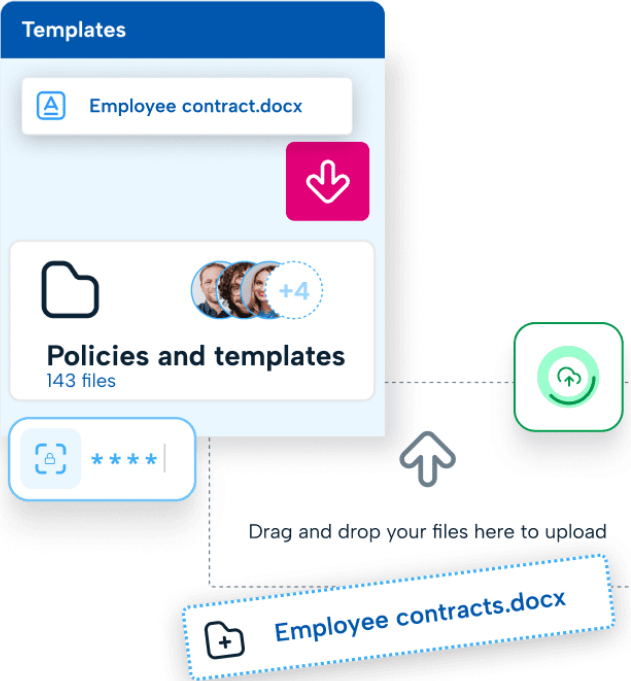 Templates
Employee contract.docx
+4
Policies and templates
143 files
****
Drag and drop your files here to upload
Employee contracts.docx